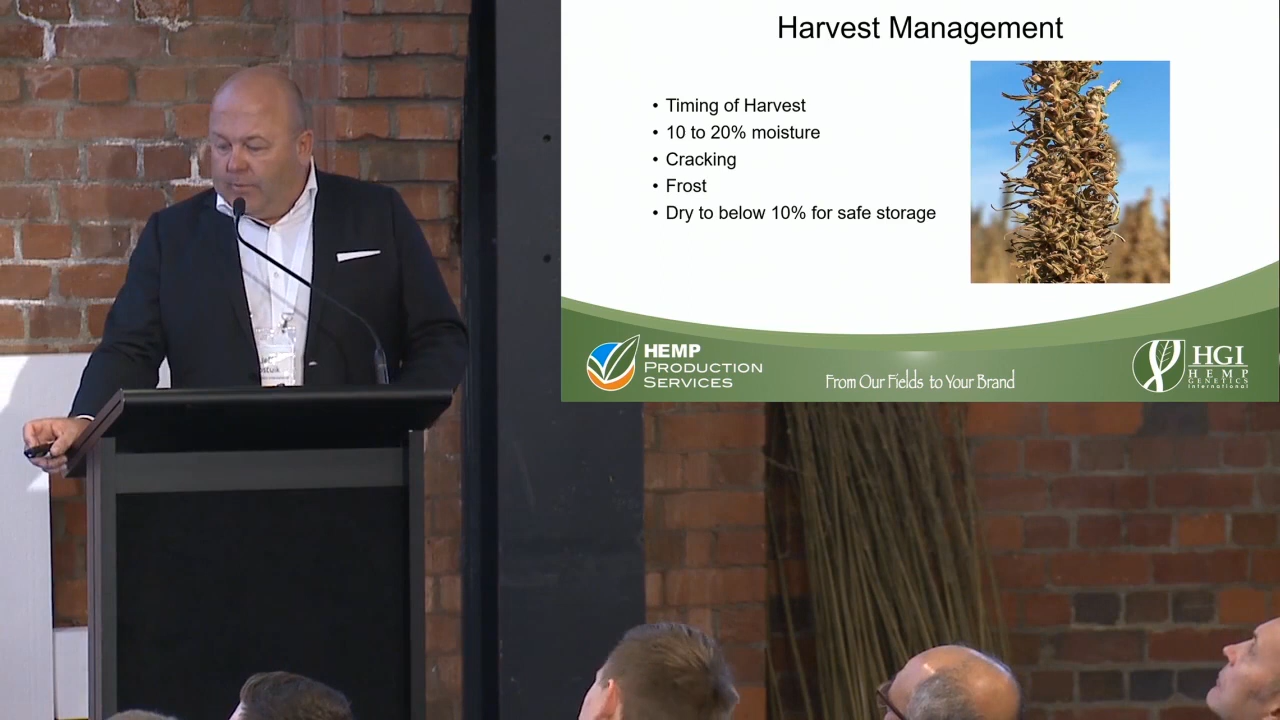 Harvest Management
• Timing of Harvest
• 10 to 20% moisture
• Cracking
• Frost
• Dry to below 10% for safe storage
HEMP
PRODUCTION
SERVICES
From Our Fields to Your Brand
HGI
HEMP
GENETICS
International